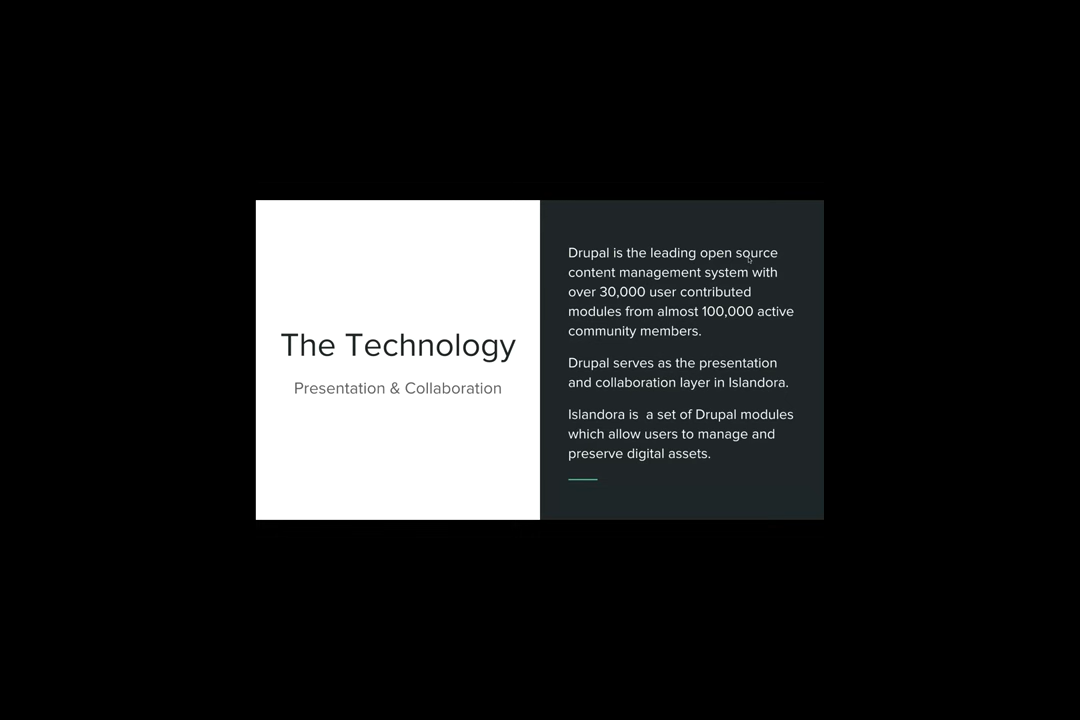 The Technology
Presentation & Collaboration
Drupal is the leading open source
content management system with
over 30,000 user contributed
modules from almost 100,000 active
community members.
Drupal serves as the presentation
and collaboration layer in Islandora.
Islandora is  a set of Drupal modules
which allow users to manage and
preserve digital assets.